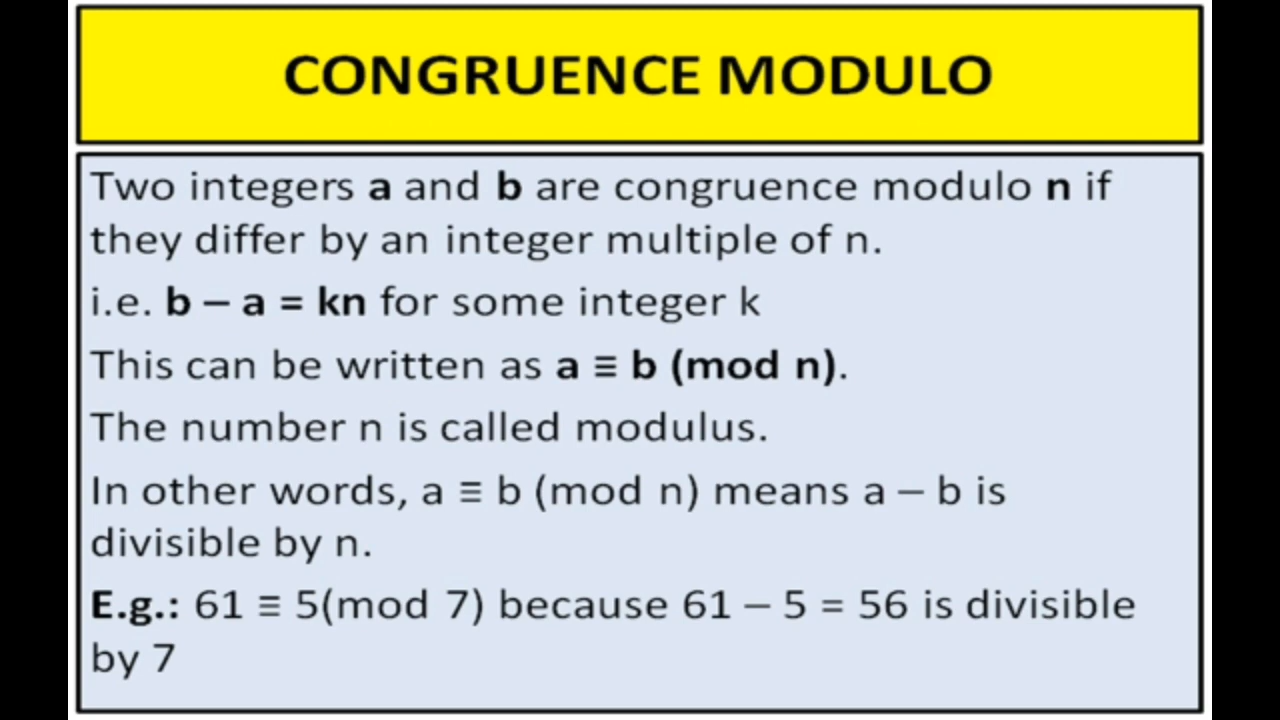 CONGRUENCE MODULO
Two integers a and b are congruence modulo n if
they differ by an integer multiple of n.
i.e. b – a = kn for some integer k
This can be written as a ≡ b (mod n).
The number n is called modulus.
In other words, a ≡ b (mod n) means a – b is
divisible by n.
E.g.: 61 ≡ 5(mod 7) because 61 – 5 = 56 is divisible
by 7